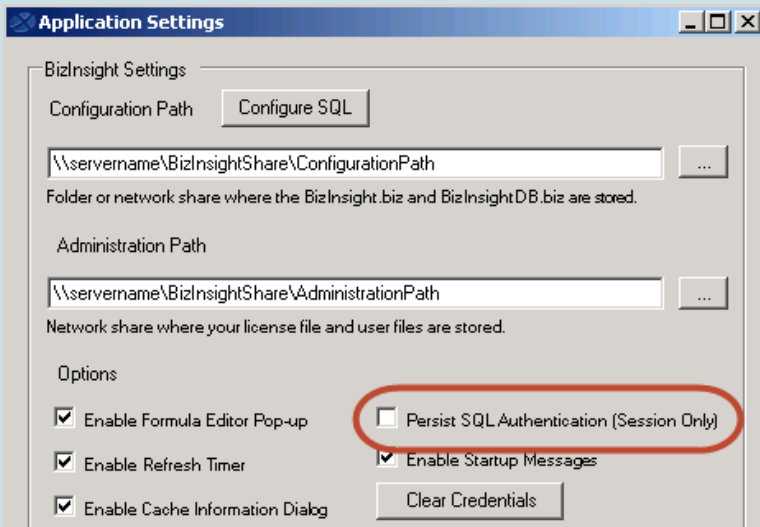 Application Settings
BizInsight Settings
Configuration Path Configure SQL
\\servername\BizInsightShare\ConfigurationPath ...
Folder or network share where the BizInsight.biz and BizInsightDB.biz are stored.
Administration Path
\\servername\BizInsightShare\AdministrationPath ...
Network share where your license file and user files are stored.
Options
Enable Formula Editor Pop-up Persist SQL Authentication (Session Only)
Enable Refresh Timer Enable Startup Messages
Enable Cache Information Dialog Clear Credentials